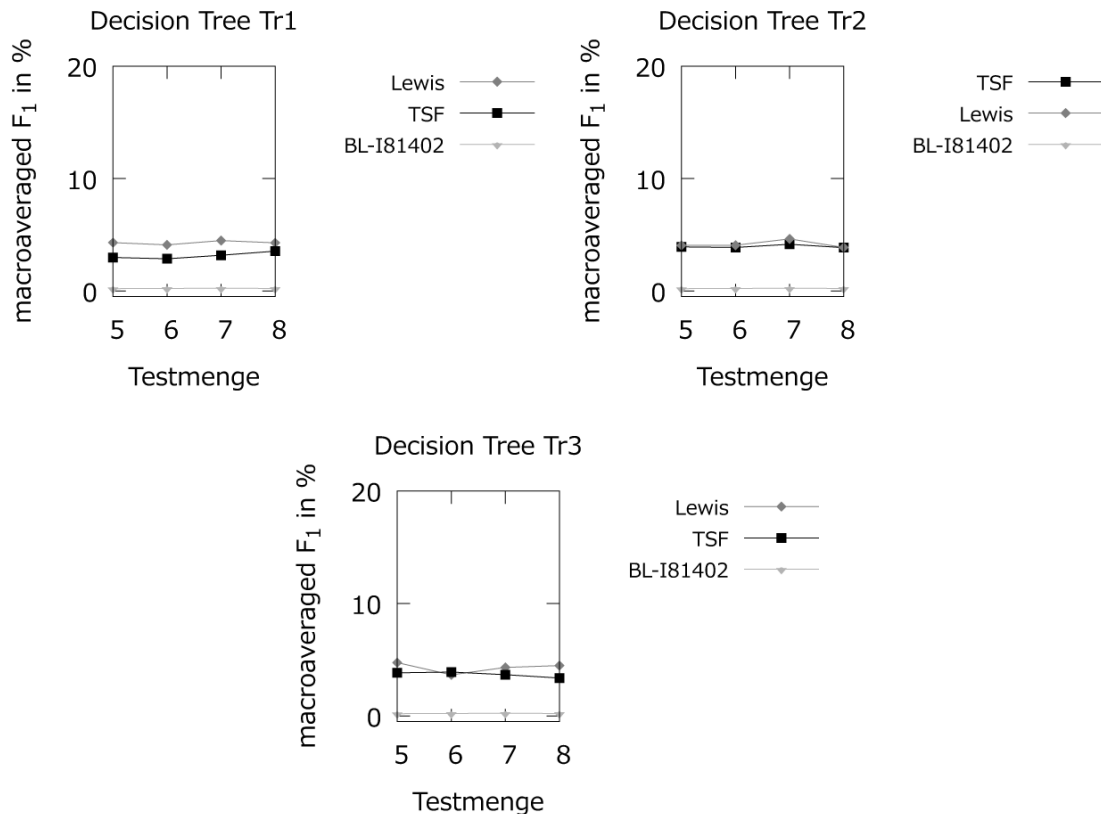 Decision Tree Tr1
macroaveraged F1 in %
20
10
0
5 6 7 8
Testmenge
Lewis
TSF
BL-I81402
Decision Tree Tr2
macroaveraged F1 in %
20
10
0
5 6 7 8
Testmenge
TSF
Lewis
BL-I81402
Decision Tree Tr3
macroaveraged F1 in %
20
10
0
5 6 7 8
Testmenge
Lewis
TSF
BL-I81402